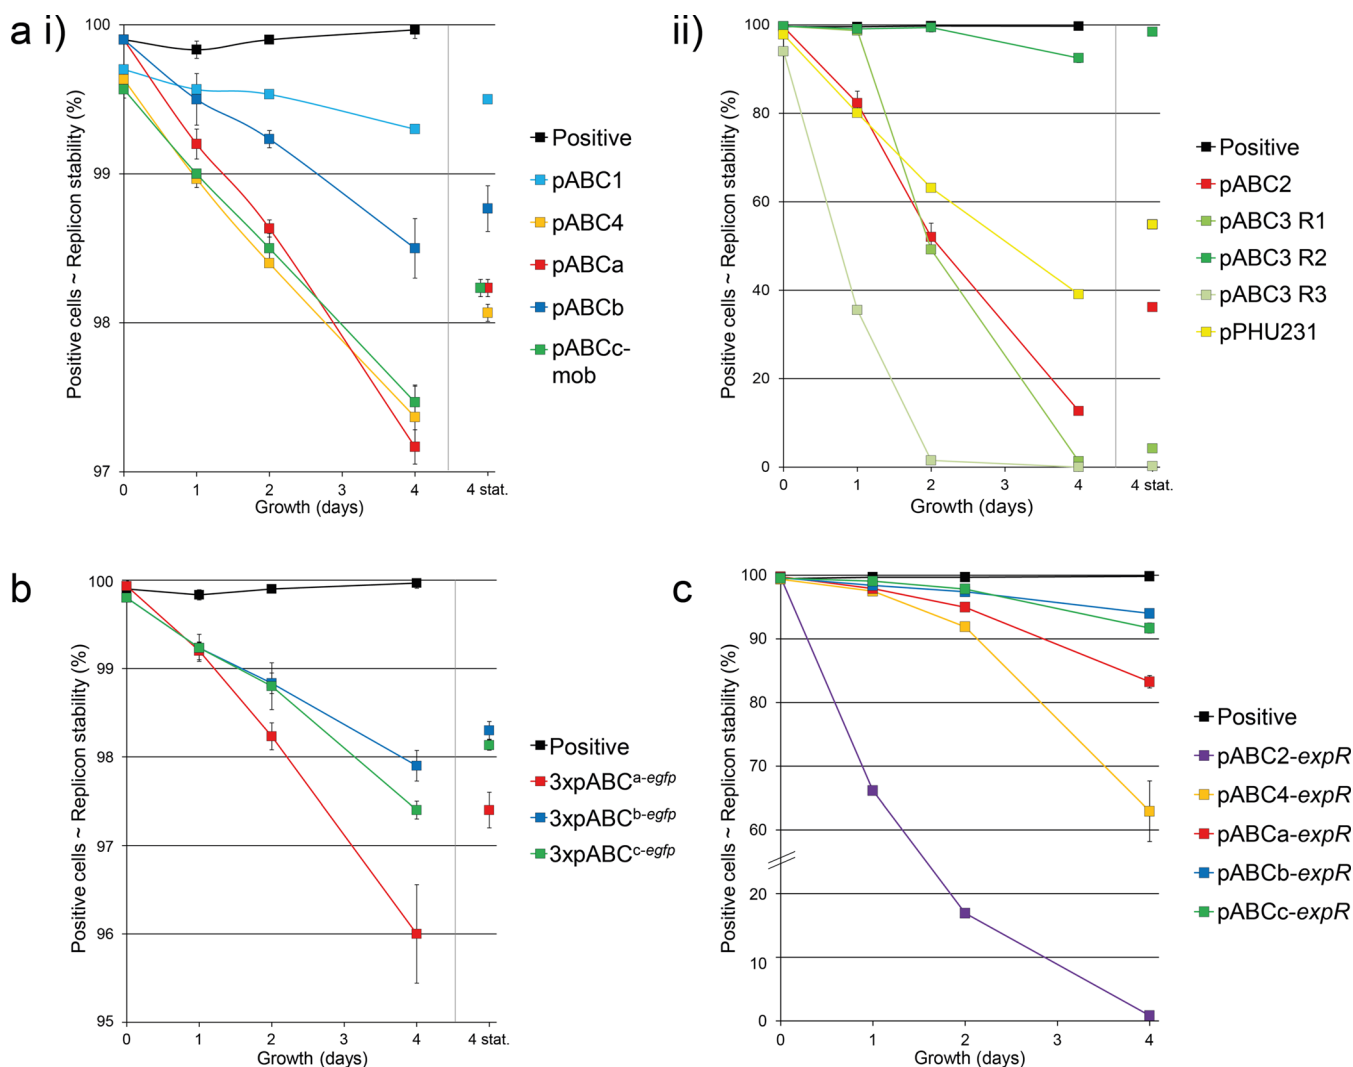 a i)
Positive cells ~ Replicon stability (%)
100
99
98
97
0 1 2 3 4 4 stat.
Growth (days)
Positive
pABC1
pABC4
pABCa
pABCb
pABCc-
mob
ii)
Positive cells ~ Replicon stability (%)
100
80
60
40
20
0
0 1 2 3 4 4 stat.
Growth (days)
Positive
pABC2
pABC3 R1
pABC3 R2
pABC3 R3
pPHU231
b
Positive cells ~ Replicon stability (%)
100
99
98
97
96
95
0 1 2 3 4 4 stat.
Growth (days)
Positive
3xpABCa-egfp
3xpABCb-egfp
3xpABCc-egfp
c
Positive cells ~ Replicon stability (%)
100
90
70
60
20
10
0
0 1 2 3 4
Growth (days)
Positive
pABC2-expR
pABC4-expR
pABCa-expR
pABCb-expR
pABCc-expR